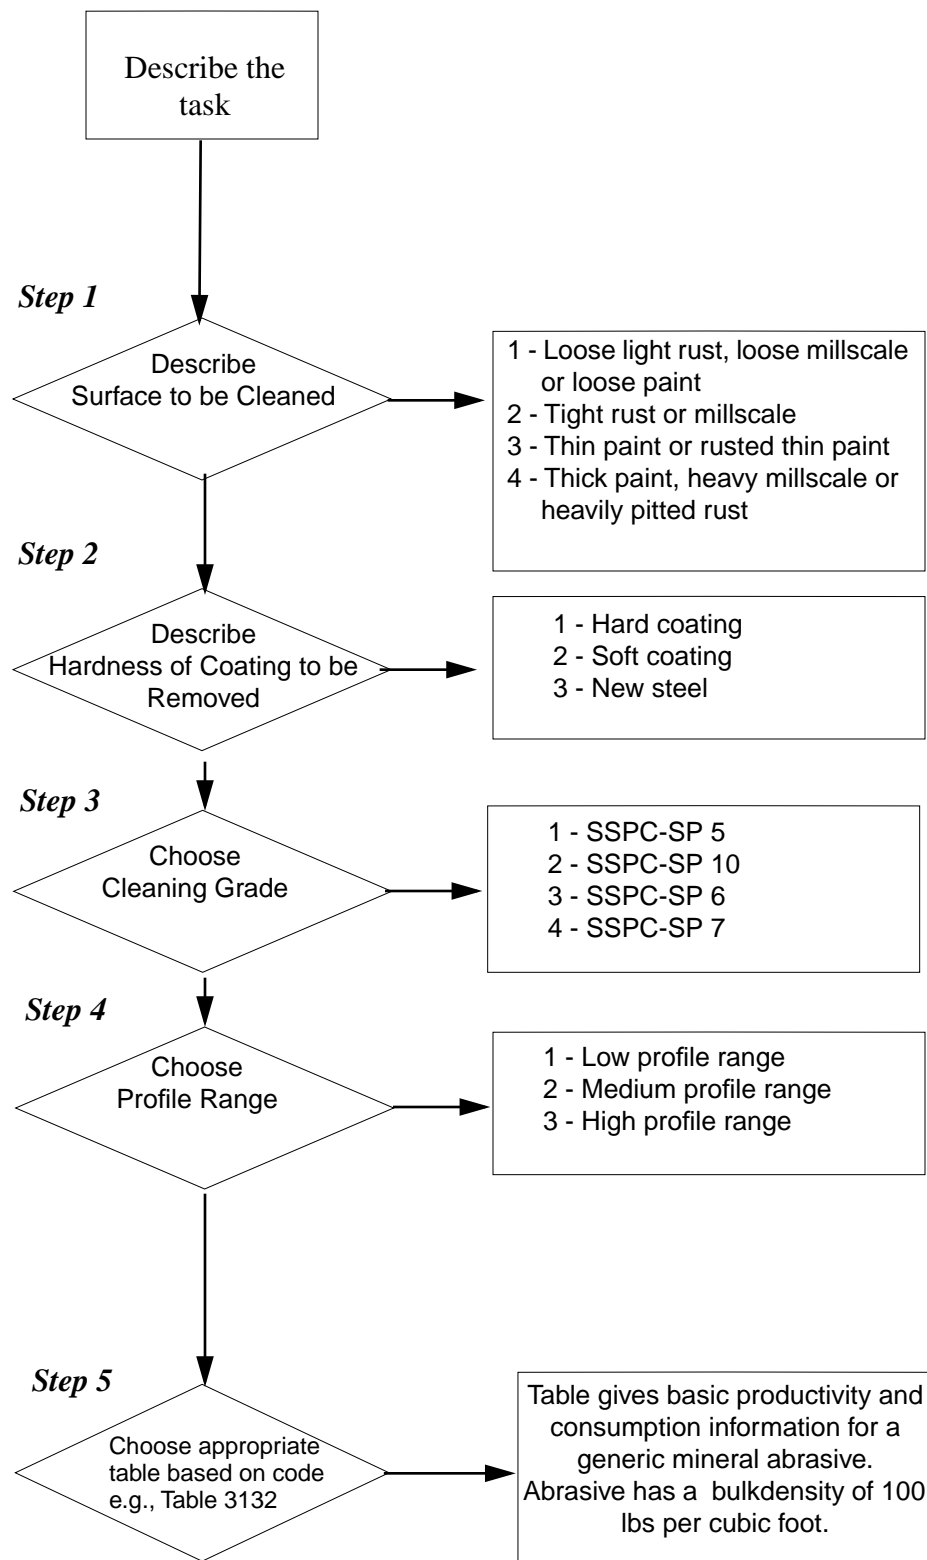 Describe the
task
Step 1
Describe
Surface to be Cleaned
1 - Loose light rust, loose millscale
or loose paint
2 - Tight rust or millscale
3 - Thin paint or rusted thin paint
4 - Thick paint, heavy millscale or
heavily pitted rust
Step 2
Describe
Hardness of Coating to be
Removed
1 - Hard coating
2 - Soft coating
3 - New steel
Step 3
Choose
Cleaning Grade
1 - SSPC-SP 5
2 - SSPC-SP 10
3 - SSPC-SP 6
4 - SSPC-SP 7
Step 4
Choose
Profile Range
1 - Low profile range
2 - Medium profile range
3 - High profile range
Step 5
Choose appropriate
table based on code
e.g., Table 3132
Table gives basic productivity and
consumption information for a
generic mineral abrasive.
Abrasive has a bulkdensity of 100
lbs per cubic foot.